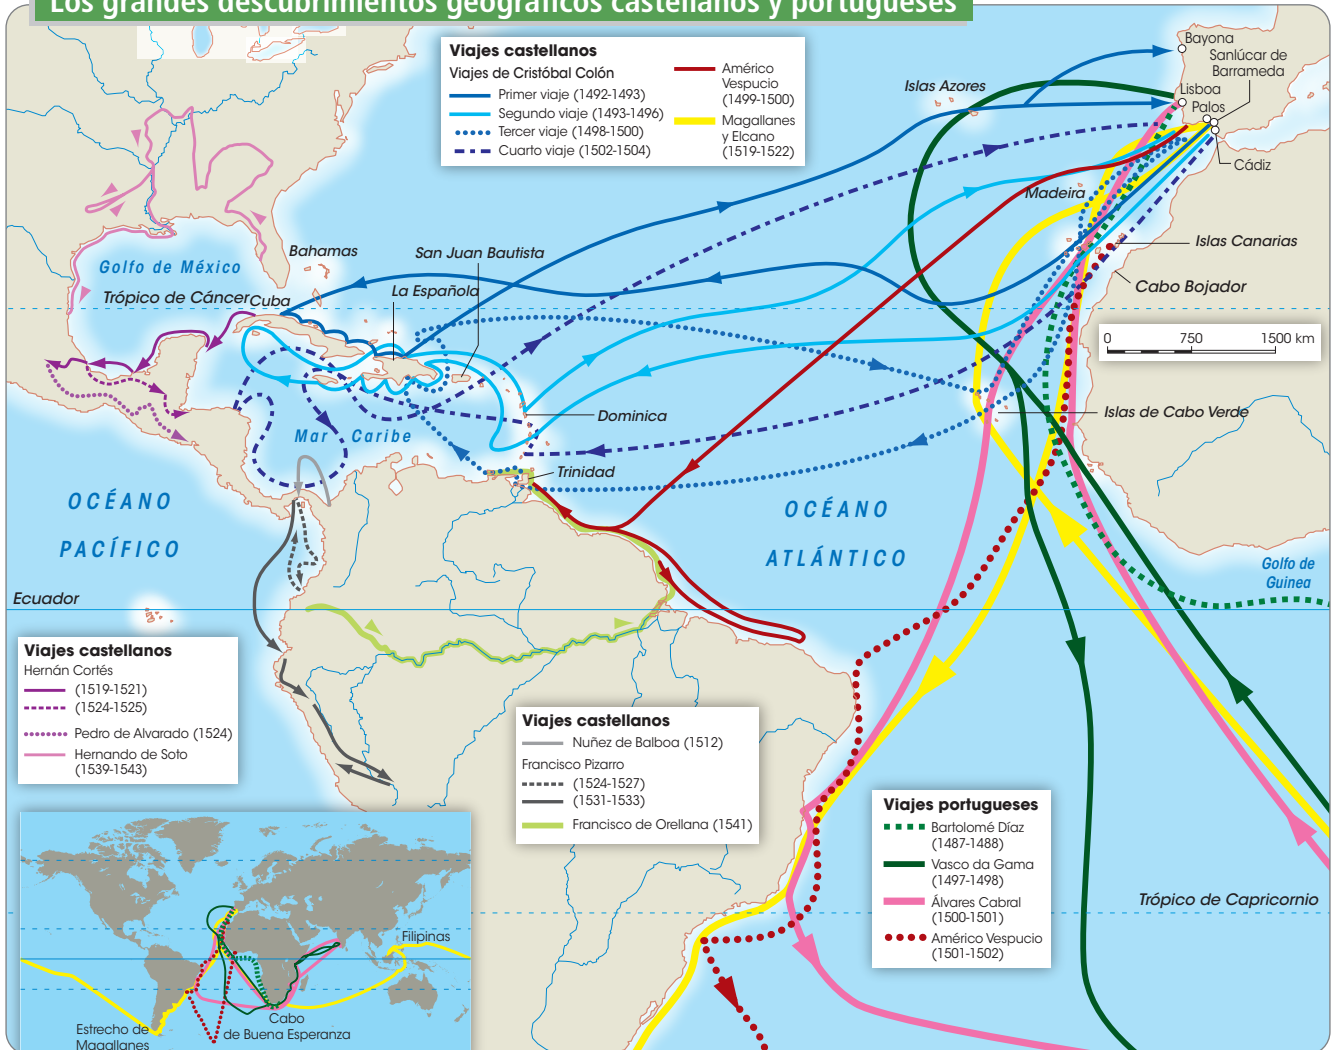 Los grandes descubrimientos geográficos castellanos y portugueses
Viajes castellanos
Viajes de Cristóbal Colón
Primer viaje (1492-1493)
Segundo viaje (1493-1496)
Tercer viaje (1498-1500)
Cuarto viaje (1502-1504)
Américo
Vespucio
(1499-1500)
Magallanes
y Elcano
(1519-1522)
Islas Azores
Bayona
Sanlúcar de
Barrameda
Lisboa
Palos
Cádiz
Madeira
Islas Canarias
Cabo Bojador
0 750 1500 km
Bahamas
San Juan Bautista
Golfo de México
La Española
Trópico de Cáncer
Cuba
Dominica
Islas de Cabo Verde
Mar Caribe
Trinidad
OCÉANO
PACÍFICO
OCÉANO
ATLÁNTICO
Golfo de
Guinea
Ecuador
Viajes castellanos
Hernán Cortés
(1519-1521)
(1524-1525)
Pedro de Alvarado (1524)
Hernando de Soto
(1539-1543)
Viajes castellanos
Nuñez de Balboa (1512)
Francisco Pizarro
(1524-1527)
(1531-1533)
Francisco de Orellana (1541)
Viajes portugueses
Bartolomé Díaz
(1487-1488)
Vasco da Gama
(1497-1498)
Álvares Cabral
(1500-1501)
Américo Vespucio
(1501-1502)
Trópico de Capricornio
Filipinas
Cabo
de Buena Esperanza
Estrecho de
Magallanes